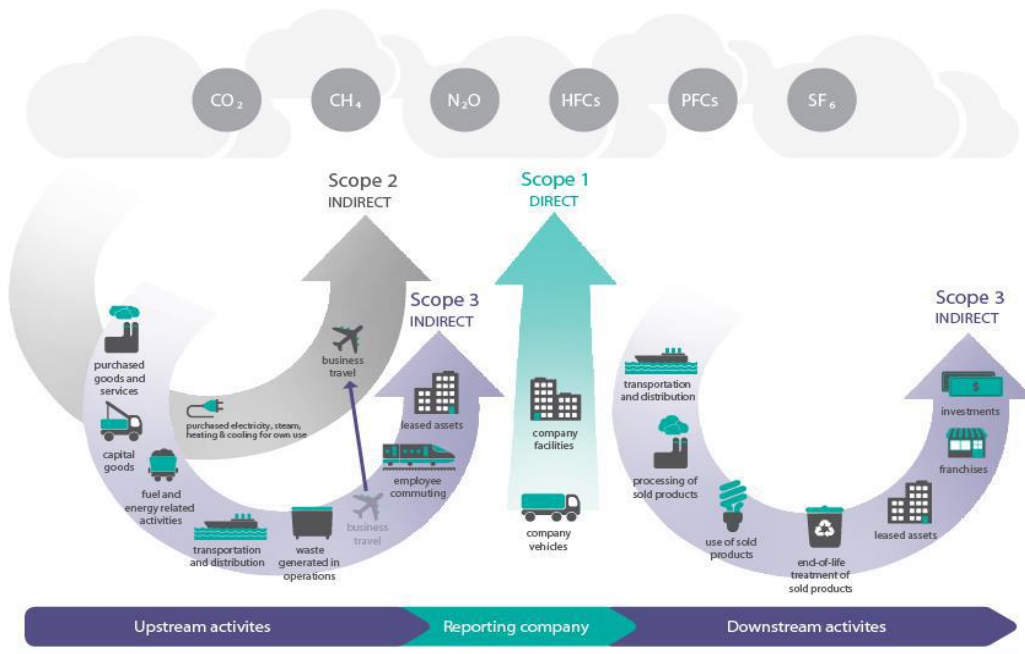 CO₂
CH₄
N₂O
HFCs
PFCs
SF₆
Scope 2
INDIRECT
Scope 1
DIRECT
Scope 3
INDIRECT
Scope 3
INDIRECT
purchased
goods and
services
capital
goods
fuel and
energy related
activities
purchased electricity, steam,
heating & cooling for own use
transportation
and distribution
waste
generated in
operations
business
travel
business
travel
employee
commuting
leased assets
company
facilities
company
vehicles
transportation
and distribution
processing of
sold products
use of sold
products
end-of-life
treatment of
sold products
leased assets
franchises
$
investments
Upstream activites
Reporting company
Downstream activites